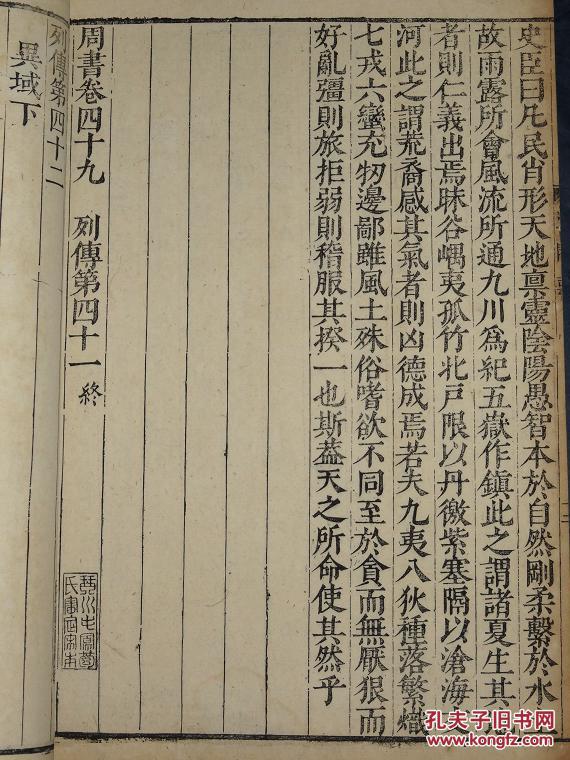 史臣曰凡民肖形天地稟靈陰陽愚智本於自然剛柔繫於水
故雨露所會風流所通九川爲紀五嶽作鎮此之謂諸夏生其
者則仁義出焉昧谷嵎夷孤竹北戶限以丹徼紫塞隔以滄海
河此之謂荒裔感其氣者則凶德成焉若夫九夷八狄種落繁熾
七戎六蠻充牣邊鄙雖風土殊俗嗜欲不同至於貪而無厭狠而
好亂彊則旅拒弱則稽服其揆一也斯蓋天之所命使其然乎
周書卷四十九 列傳第四十一 終
列傳第四十二
異域下
孔夫子旧书网
www.kongfz.com